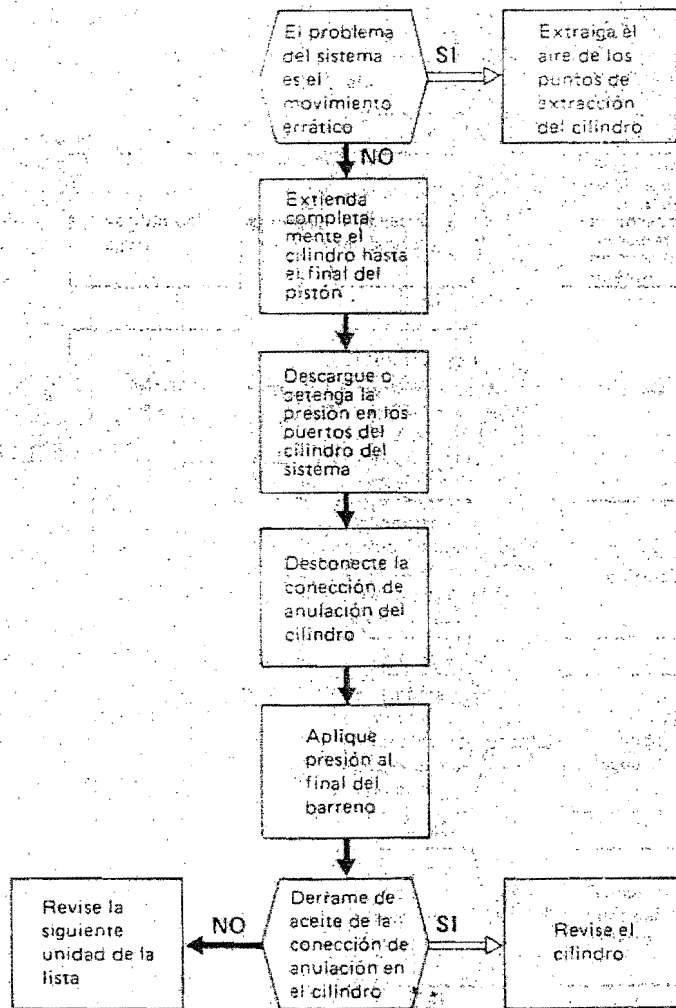 El problema
del sistema
es el
movimiento
errático
SI
Extraiga el
aire de los
puntos de
extracción
del cilindro
NO
Extienda
completa-
mente el
cilindro hasta
el final del
pistón
Descargue o
detenga la
presión en los
puertos del
cilindro del
sistema
Desconecte la
conección de
anulación del
cilindro
Aplique
presión al
final del
barreno
Derrame de
aceite de la
conección de
anulación en
el cilindro
NO
Revise la
siguiente
unidad de la
lista
SI
Revise el
cilindro